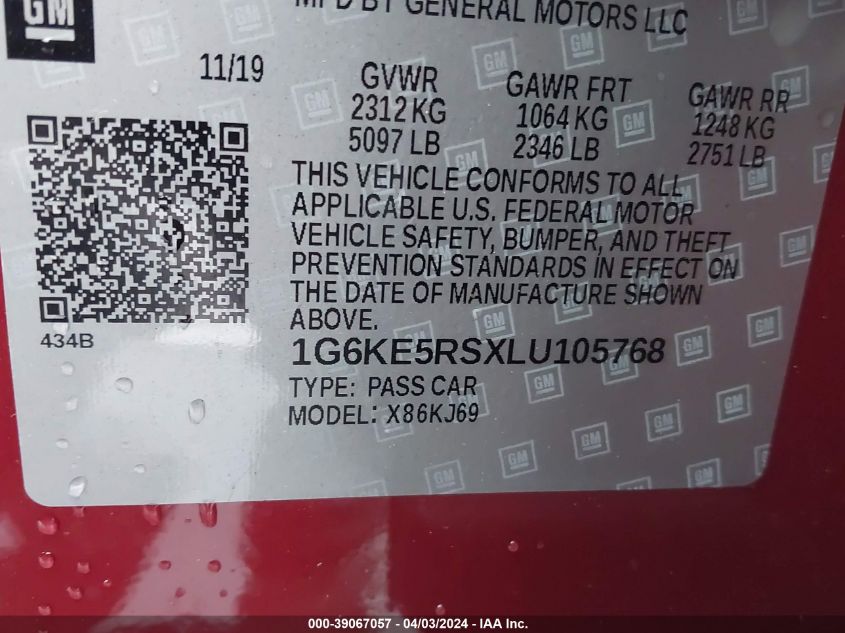 GM
MFD BY GENERAL MOTORS LLC
11/19
GVWR
2312 KG
5097 LB
GAWR FRT
1064 KG
2346 LB
GAWR RR
1248 KG
2751 LB
THIS VEHICLE CONFORMS TO ALL
APPLICABLE U.S. FEDERAL MOTOR
VEHICLE SAFETY, BUMPER, AND THEFT
PREVENTION STANDARDS IN EFFECT ON
THE DATE OF MANUFACTURE SHOWN
ABOVE.
434B
1G6KE5RSXLU105768
TYPE: PASS CAR
MODEL: X86KJ69
000-39067057 - 04/03/2024 - IAA Inc.